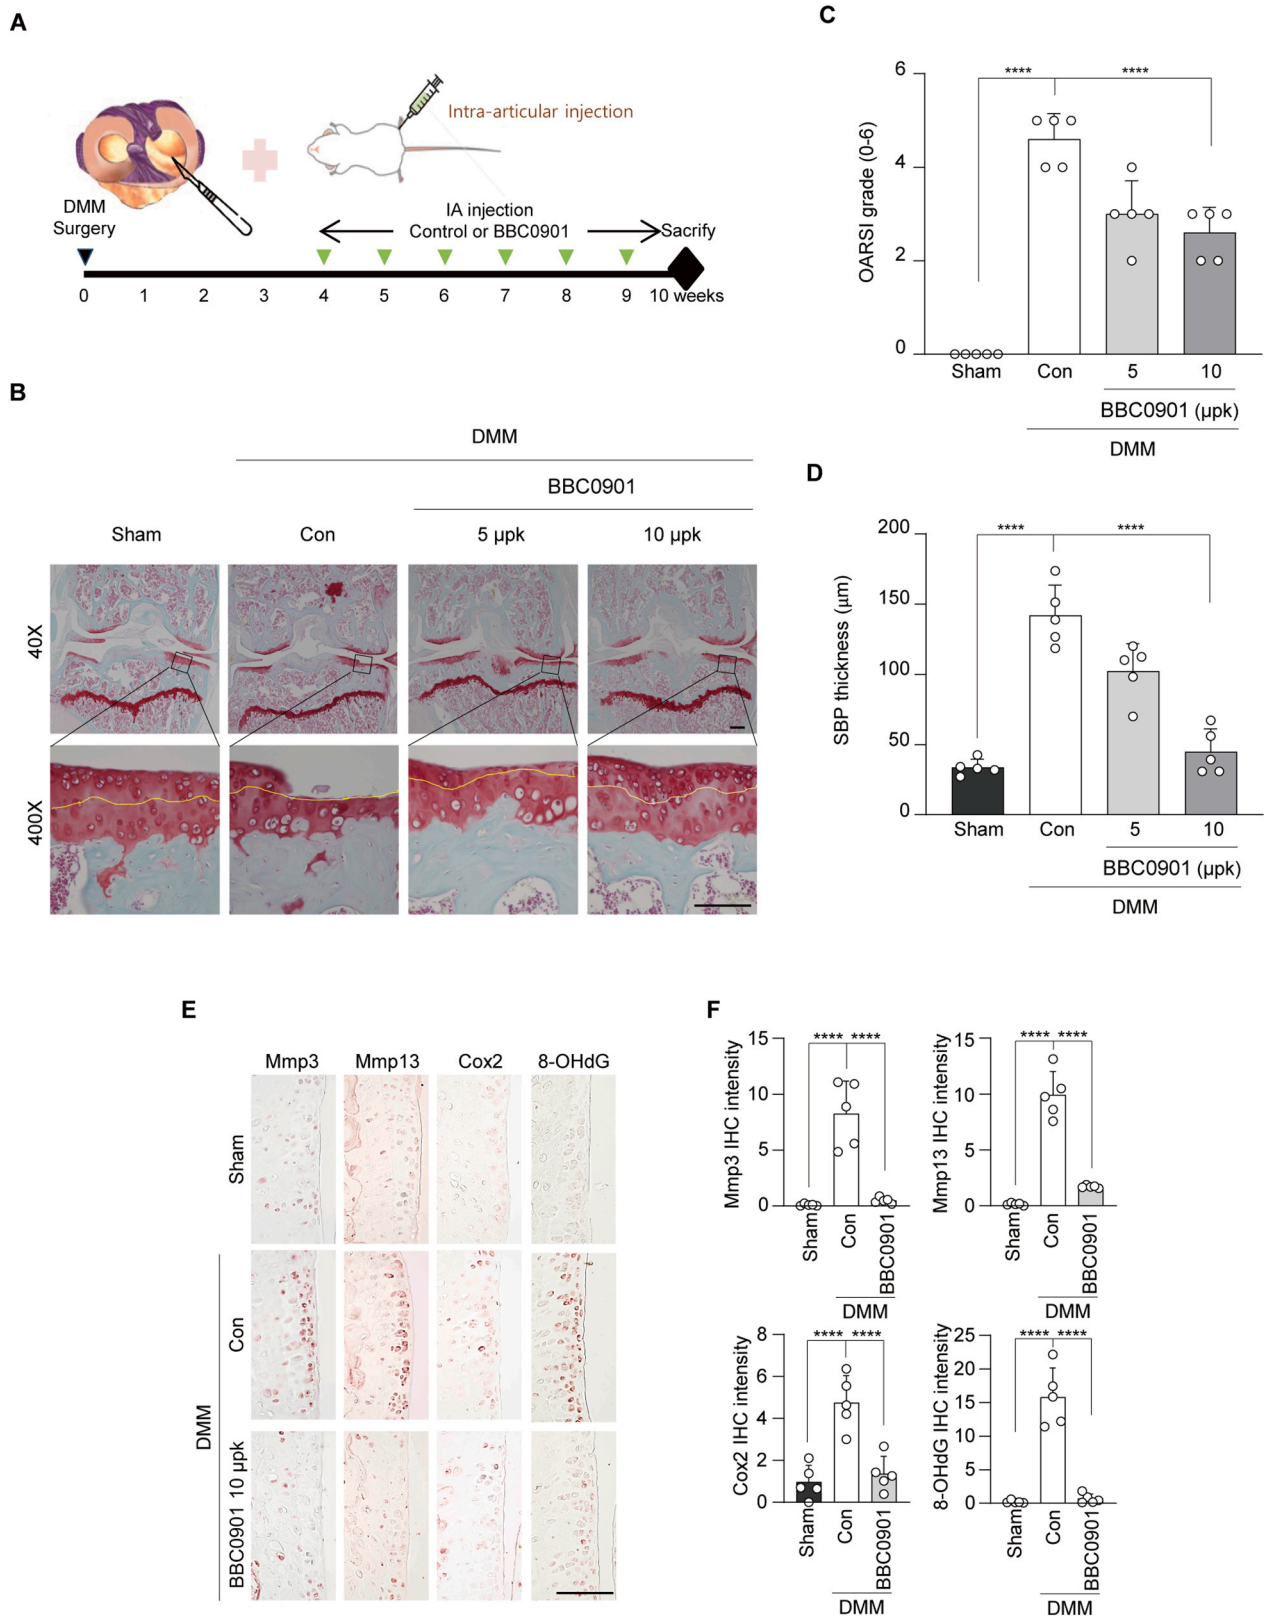 A
Intra-articular injection
DMM
Surgery
IA injection
Control or BBC0901
Sacrify
0 1 2 3 4 5 6 7 8 9 10 weeks
B
DMM
BBC0901
Sham Con 5 µpk 10 µpk
40X
400X
C
OARSI grade (0-6)
6
4
2
0
**** ****
Sham Con 5 10
BBC0901 (µpk)
DMM
D
SBP thickness (µm)
200
150
100
50
0
**** ****
Sham Con 5 10
BBC0901 (µpk)
DMM
E
Mmp3 Mmp13 Cox2 8-OHdG
Sham
Con
BBC0901 10 µpk
DMM
F
Mmp3 IHC intensity
15
10
5
0
**** ****
Sham Con BBC0901
DMM
Mmp13 IHC intensity
15
10
5
0
**** ****
Sham Con BBC0901
DMM
Cox2 IHC intensity
8
6
4
2
0
**** ****
Sham Con BBC0901
DMM
8-OHdG IHC intensity
25
20
15
10
5
0
**** ****
Sham Con BBC0901
DMM